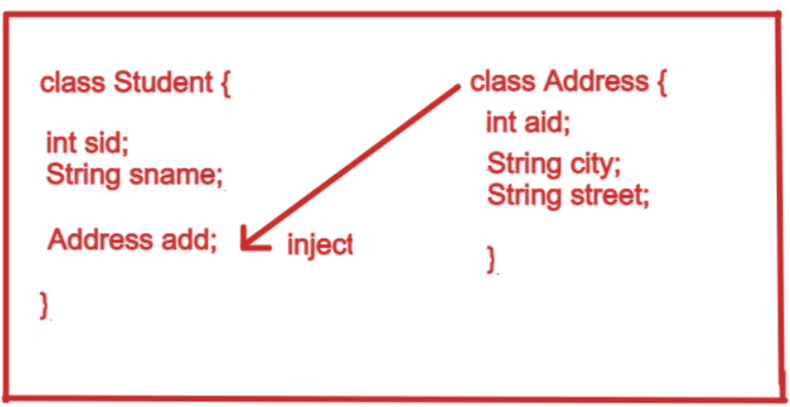 class Student {
int sid;
String sname;
Address add;
}
inject
class Address {
int aid;
String city;
String street;
}